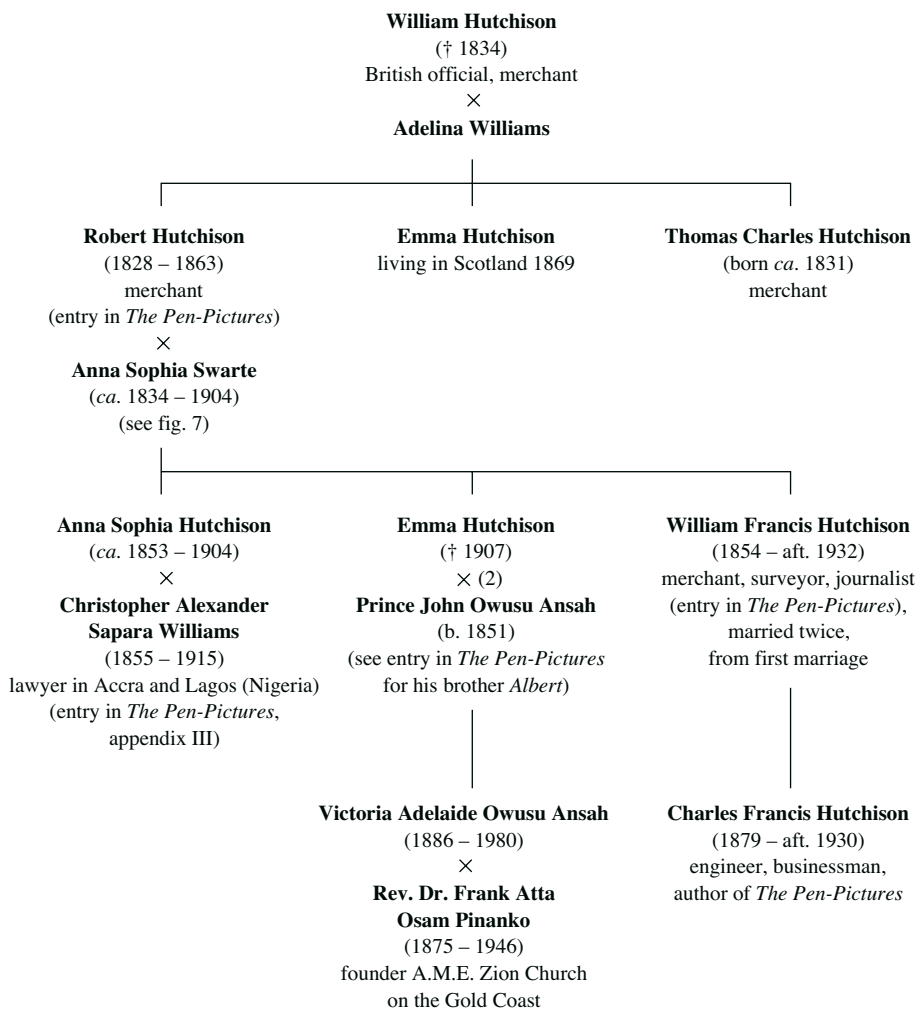 William Hutchison
(† 1834)
British official, merchant
×
Adelina Williams
Robert Hutchison
(1828 – 1863)
merchant
(entry in The Pen-Pictures)
×
Anna Sophia Swarte
(ca. 1834 – 1904)
(see fig. 7)
Emma Hutchison
living in Scotland 1869
Thomas Charles Hutchison
(born ca. 1831)
merchant
Anna Sophia Hutchison
(ca. 1853 – 1904)
×
Christopher Alexander
Sapara Williams
(1855 – 1915)
lawyer in Accra and Lagos (Nigeria)
(entry in The Pen-Pictures,
appendix III)
Emma Hutchison
(† 1907)
× (2)
Prince John Owusu Ansah
(b. 1851)
(see entry in The Pen-Pictures
for his brother Albert)
William Francis Hutchison
(1854 – aft. 1932)
merchant, surveyor, journalist
(entry in The Pen-Pictures),
married twice,
from first marriage
Victoria Adelaide Owusu Ansah
(1886 – 1980)
×
Rev. Dr. Frank Atta
Osam Pinanko
(1875 – 1946)
founder A.M.E. Zion Church
on the Gold Coast
Charles Francis Hutchison
(1879 – aft. 1930)
engineer, businessman,
author of The Pen-Pictures